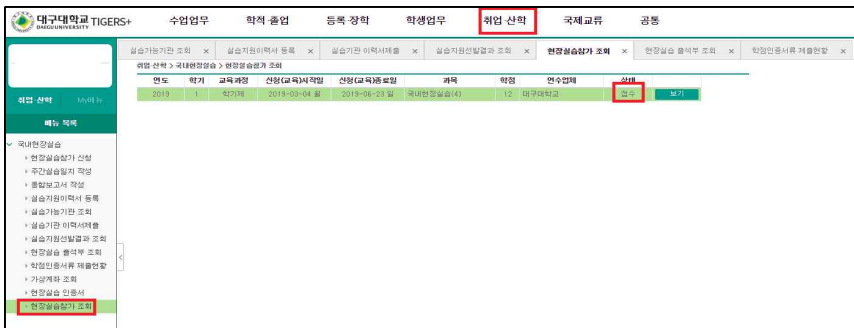 대구대학교 TIGERS+
DAEGU UNIVERSITY
수업업무 학적·졸업 등록·장학 학생업무 취업·산학 국제교류 공통
실습가능기관 조회 × 실습지원이력서 등록 × 실습기관 이력서제출 × 실습지원선발결과 조회 × 현장실습참가 조회 × 현장실습 출석부 조회 × 학점인증서류 제출현황 ×
취업·산학 > 국내현장실습 > 현장실습참가 조회
연도 학기 교육과정 신청(교육)시작일 신청(교육)종료일 과목 학점 연수업체 상태
2019 1 학기제 2019-03-04 월 2019-06-23 일 국내현장실습(4) 12 대구대학교 접수 보기
취업·산학 My메뉴
메뉴 목록
국내현장실습
현장실습참가 신청
주간실습일지 작성
종합보고서 작성
실습지원이력서 등록
실습가능기관 조회
실습기관 이력서제출
실습지원선발결과 조회
현장실습 출석부 조회
학점인증서류 제출현황
가상계좌 조회
현장실습 인증서
현장실습참가 조회